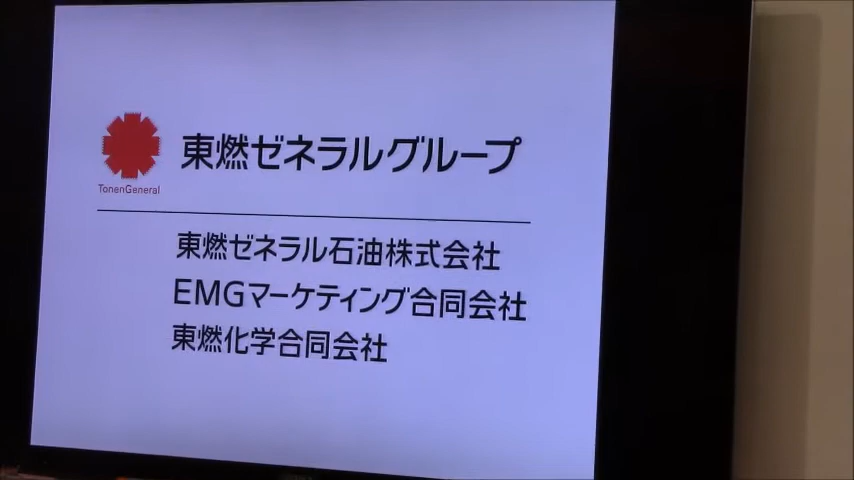 東燃ゼネラルグループ
TonenGeneral
東燃ゼネラル石油株式会社
EMGマーケティング合同会社
東燃化学合同会社